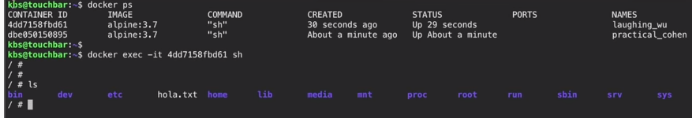 kbs@touchbar:~$ docker ps
CONTAINER ID IMAGE COMMAND CREATED STATUS PORTS NAMES
4dd7158fbd61 alpine:3.7 "sh" 30 seconds ago Up 29 seconds laughing_wu
dbe050150895 alpine:3.7 "sh" About a minute ago Up About a minute practical_cohen
kbs@touchbar:~$
kbs@touchbar:~$ docker exec -it 4dd7158fbd61 sh
/ #
/ #
/ # ls
bin dev etc hola.txt home lib media mnt proc root run sbin srv sys
/ #